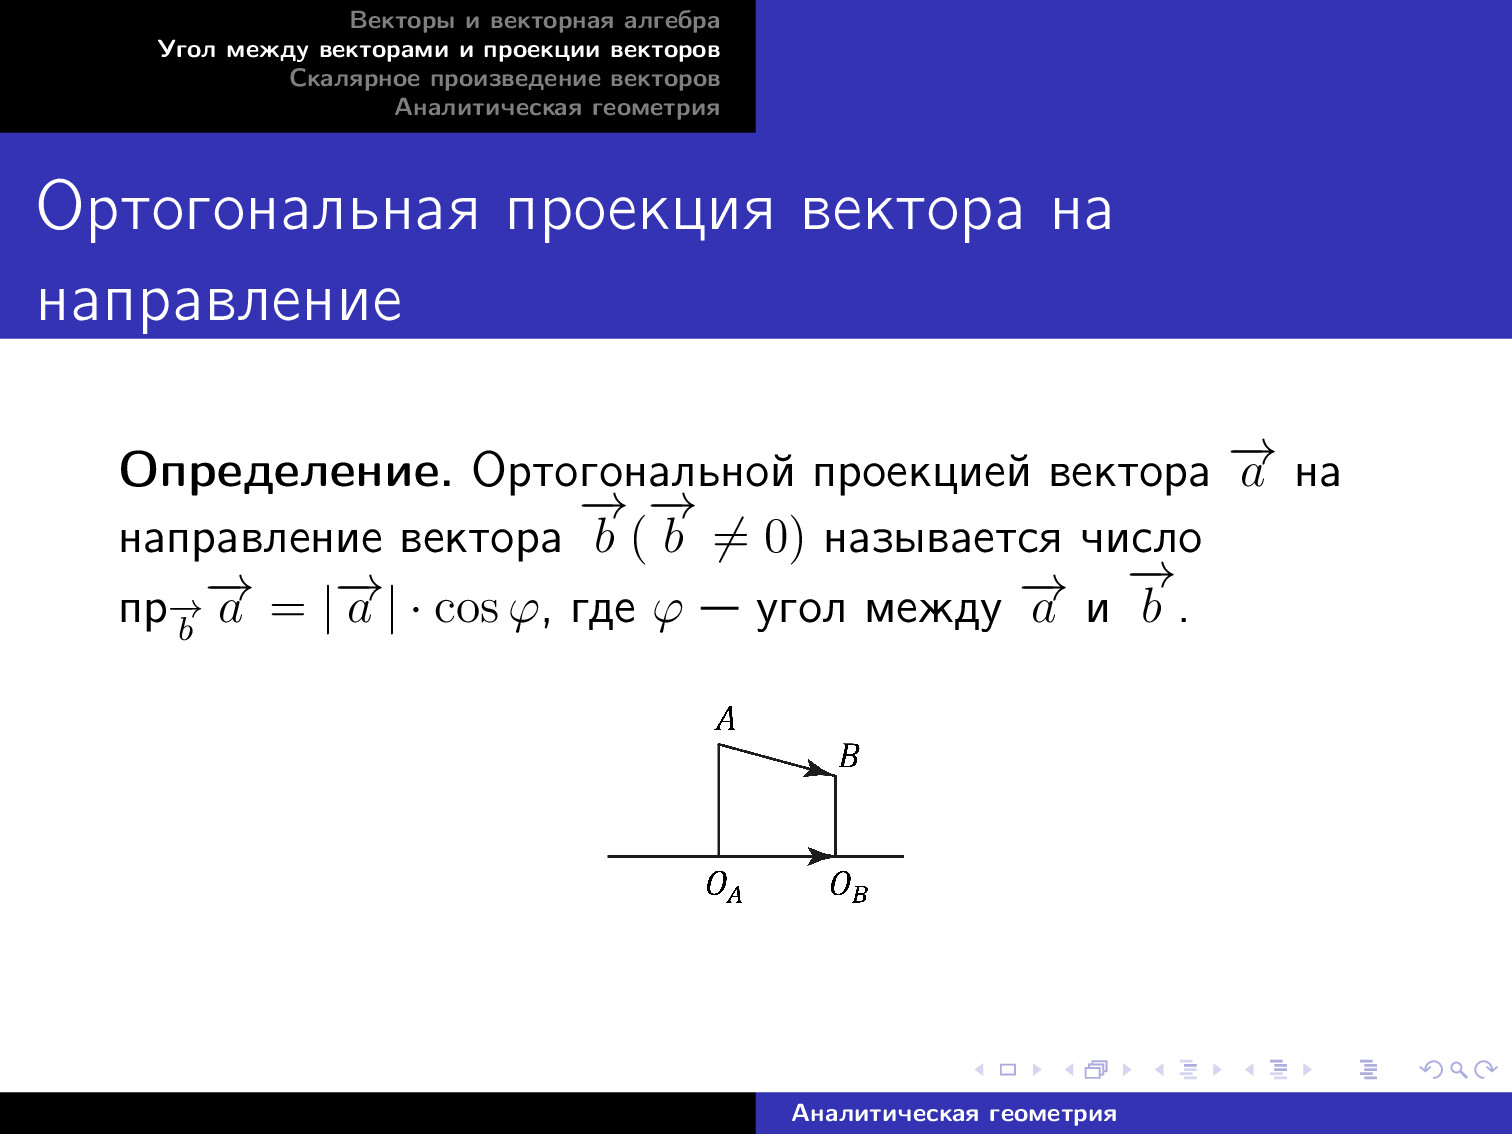 Векторы и векторная алгебра
Угол между векторами и проекции векторов
Скалярное произведение векторов
Аналитическая геометрия
Ортогональная проекция вектора на
направление
Определение. Ортогональной проекцией вектора $\overrightarrow{a}$ на
направление вектора $\overrightarrow{b}(\overrightarrow{b} \neq 0)$ называется число
пр$_{\overrightarrow{b}}\overrightarrow{a} = |\overrightarrow{a}| \cdot \cos\varphi$, где $\varphi$ — угол между $\overrightarrow{a}$ и $\overrightarrow{b}$.
A
B
$O_A$ $O_B$
Аналитическая геометрия